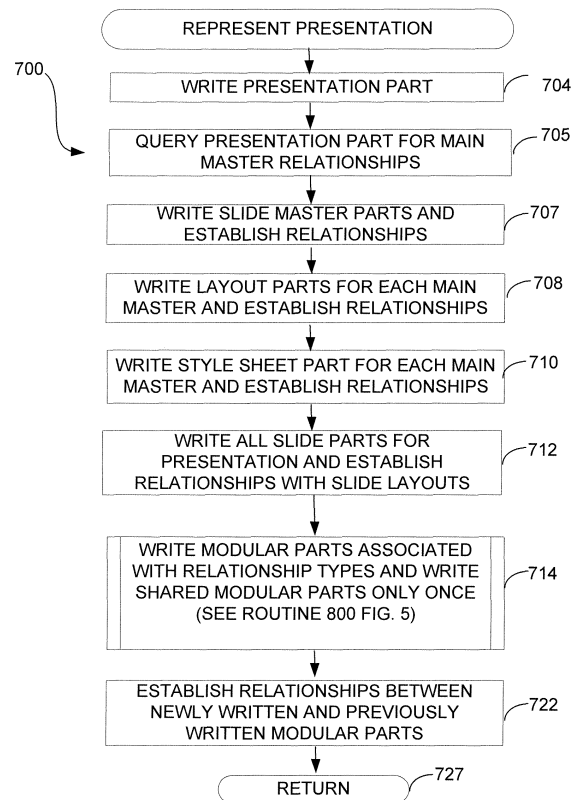 REPRESENT PRESENTATION
700
WRITE PRESENTATION PART
704
QUERY PRESENTATION PART FOR MAIN
MASTER RELATIONSHIPS
705
WRITE SLIDE MASTER PARTS AND
ESTABLISH RELATIONSHIPS
707
WRITE LAYOUT PARTS FOR EACH MAIN
MASTER AND ESTABLISH RELATIONSHIPS
708
WRITE STYLE SHEET PART FOR EACH MAIN
MASTER AND ESTABLISH RELATIONSHIPS
710
WRITE ALL SLIDE PARTS FOR
PRESENTATION AND ESTABLISH
RELATIONSHIPS WITH SLIDE LAYOUTS
712
WRITE MODULAR PARTS ASSOCIATED
WITH RELATIONSHIP TYPES AND WRITE
SHARED MODULAR PARTS ONLY ONCE
(SEE ROUTINE 800 FIG. 5)
714
ESTABLISH RELATIONSHIPS BETWEEN
NEWLY WRITTEN AND PREVIOUSLY
WRITTEN MODULAR PARTS
722
RETURN
727